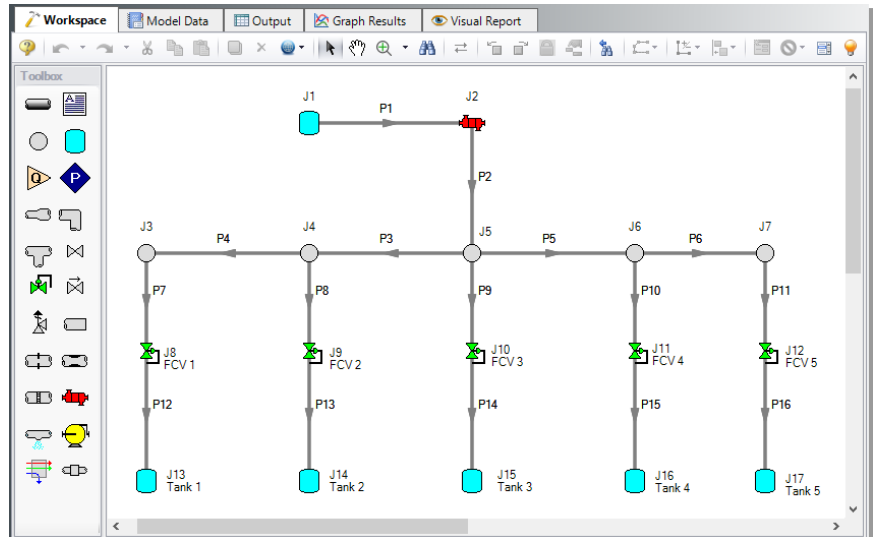 Workspace Model Data Output Graph Results Visual Report
Toolbox
A
Q P
J1 P1 J2
P2
J3 P4 J4 P3 J5 P5 J6 P6 J7
P7 P8 P9 P10 P11
J8 J9 J10 J11 J12
FCV 1 FCV 2 FCV 3 FCV 4 FCV 5
P12 P13 P14 P15 P16
J13 J14 J15 J16 J17
Tank 1 Tank 2 Tank 3 Tank 4 Tank 5